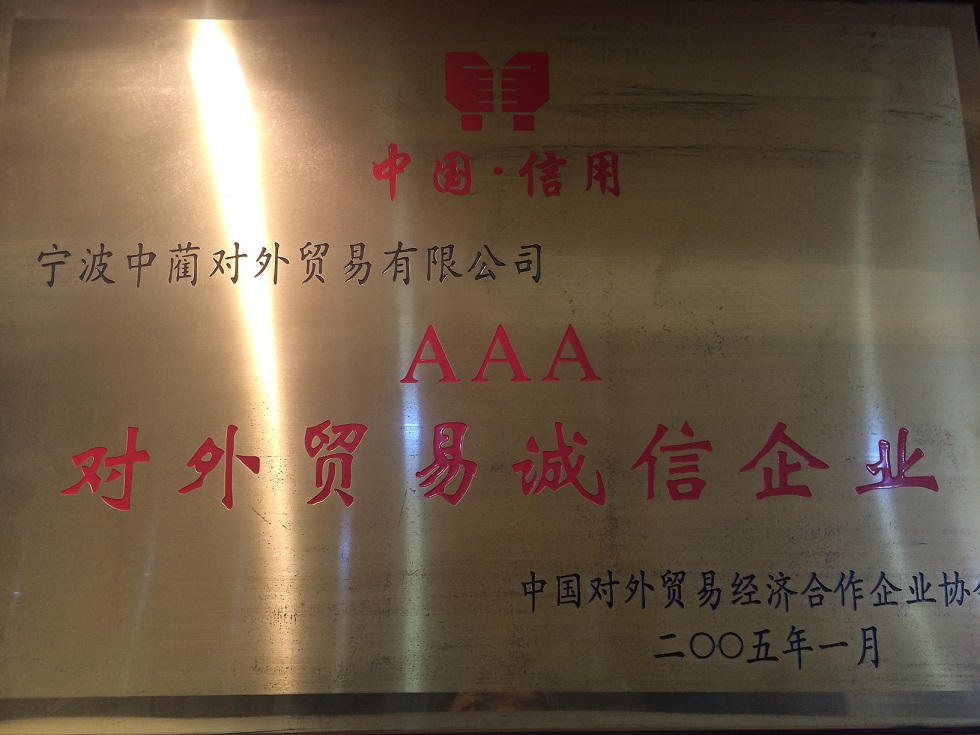 中国·信用
宁波中蔺对外贸易有限公司
AAA
对外贸易诚信企业
中国对外贸易经济合作企业协
二〇〇五年一月